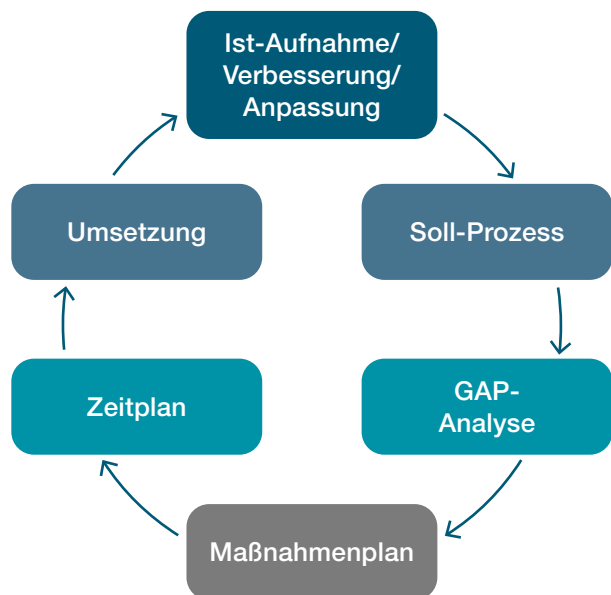 Ist-Aufnahme/
Verbesserung/
Anpassung
Umsetzung
Soll-Prozess
Zeitplan
GAP-
Analyse
Maßnahmenplan